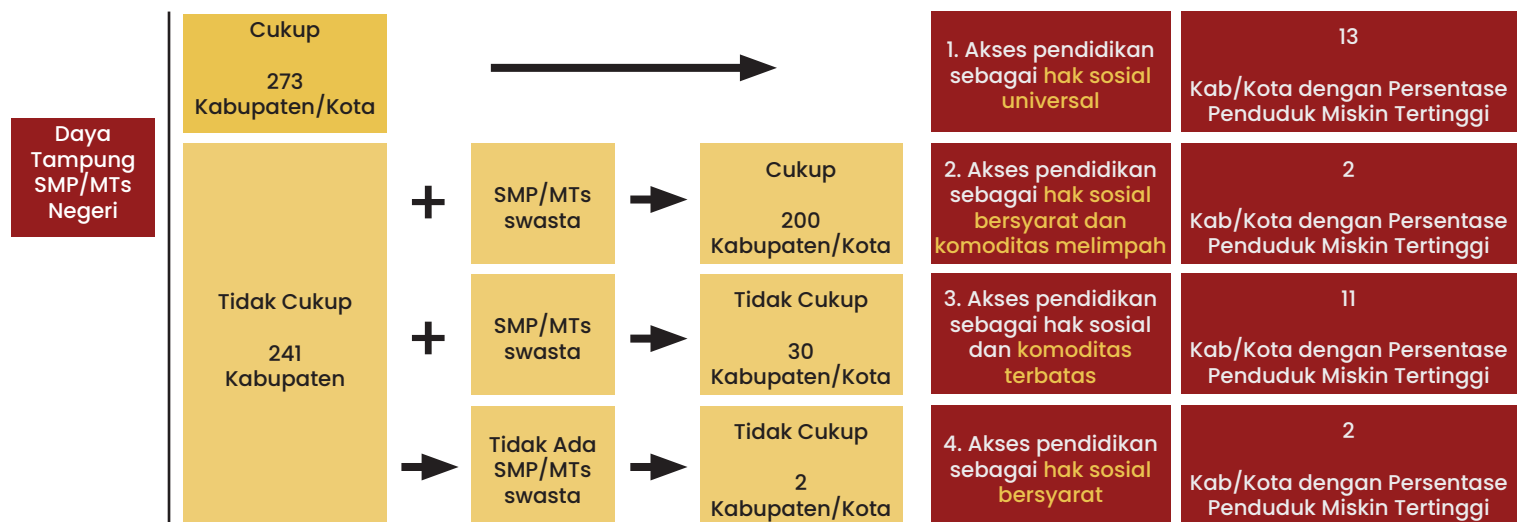 Daya
Tampung
SMP/MTs
Negeri
Cukup
273
Kabupaten/Kota
1. Akses pendidikan
sebagai hak sosial
universal
13
Kab/Kota dengan Persentase
Penduduk Miskin Tertinggi
Tidak Cukup
241
Kabupaten
+
SMP/MTs
swasta
Cukup
200
Kabupaten/Kota
2. Akses pendidikan
sebagai hak sosial
bersyarat dan
komoditas melimpah
2
Kab/Kota dengan Persentase
Penduduk Miskin Tertinggi
+
SMP/MTs
swasta
Tidak Cukup
30
Kabupaten/Kota
3. Akses pendidikan
sebagai hak sosial
dan komoditas
terbatas
11
Kab/Kota dengan Persentase
Penduduk Miskin Tertinggi
Tidak Ada
SMP/MTs
swasta
Tidak Cukup
2
Kabupaten/Kota
4. Akses pendidikan
sebagai hak sosial
bersyarat
2
Kab/Kota dengan Persentase
Penduduk Miskin Tertinggi